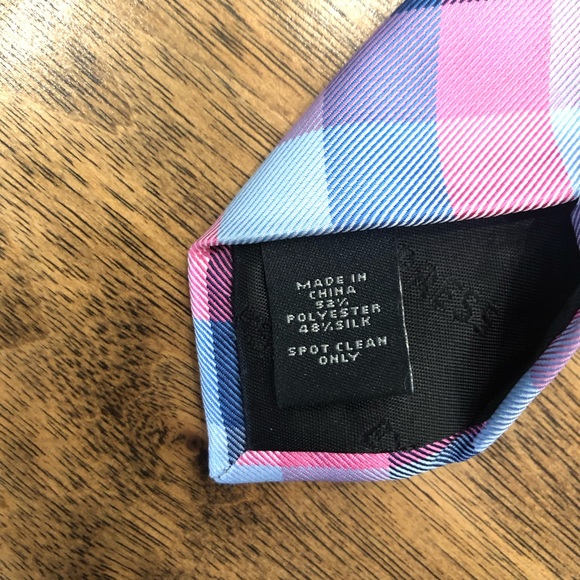 MADE IN
CHINA
52%
POLYESTER
48%SILK
SPOT CLEAN
ONLY